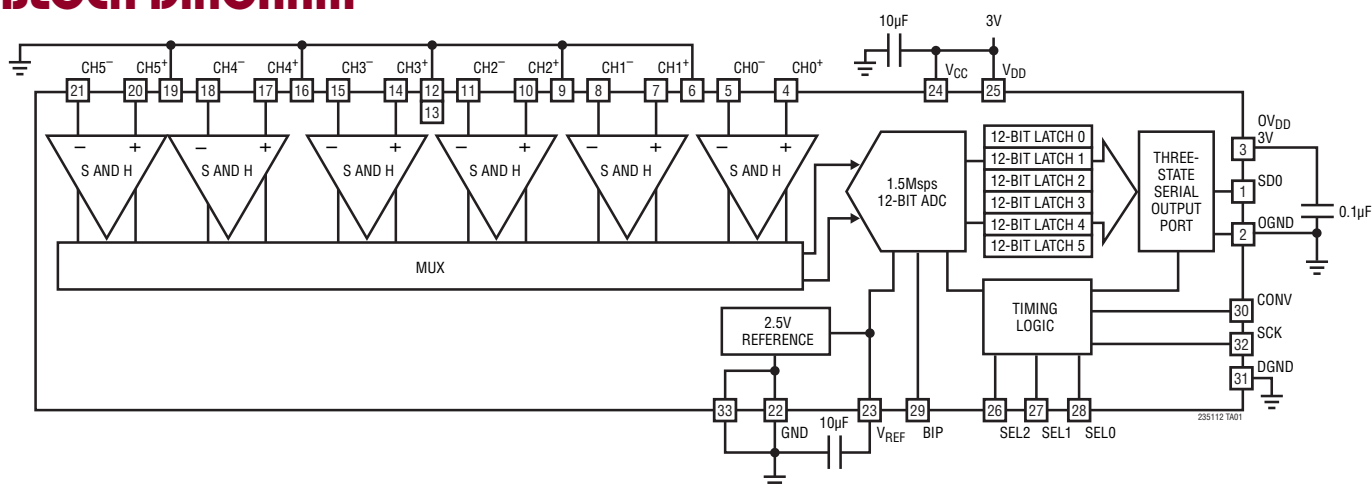 BLOCK DIAGRAM
10µF 3V
CH5⁻ CH5⁺ CH4⁻ CH4⁺ CH3⁻ CH3⁺ CH2⁻ CH2⁺ CH1⁻ CH1⁺ CH0⁻ CH0⁺ VCC VDD
21 20 19 18 17 16 15 14 12 11 10 9 8 7 6 5 4 24 25
13
− + − + − + − + − + − +
S AND H S AND H S AND H S AND H S AND H S AND H
MUX
1.5Msps
12-BIT ADC
12-BIT LATCH 0
12-BIT LATCH 1
12-BIT LATCH 2
12-BIT LATCH 3
12-BIT LATCH 4
12-BIT LATCH 5
THREE-
STATE
SERIAL
OUTPUT
PORT
OVDD
3V
3
SD0
1
0.1µF
OGND
2
2.5V
REFERENCE
TIMING
LOGIC
CONV
30
SCK
32
DGND
31
33 22 23 29 26 27 28
GND 10µF VREF BIP SEL2 SEL1 SEL0
235112 TA01